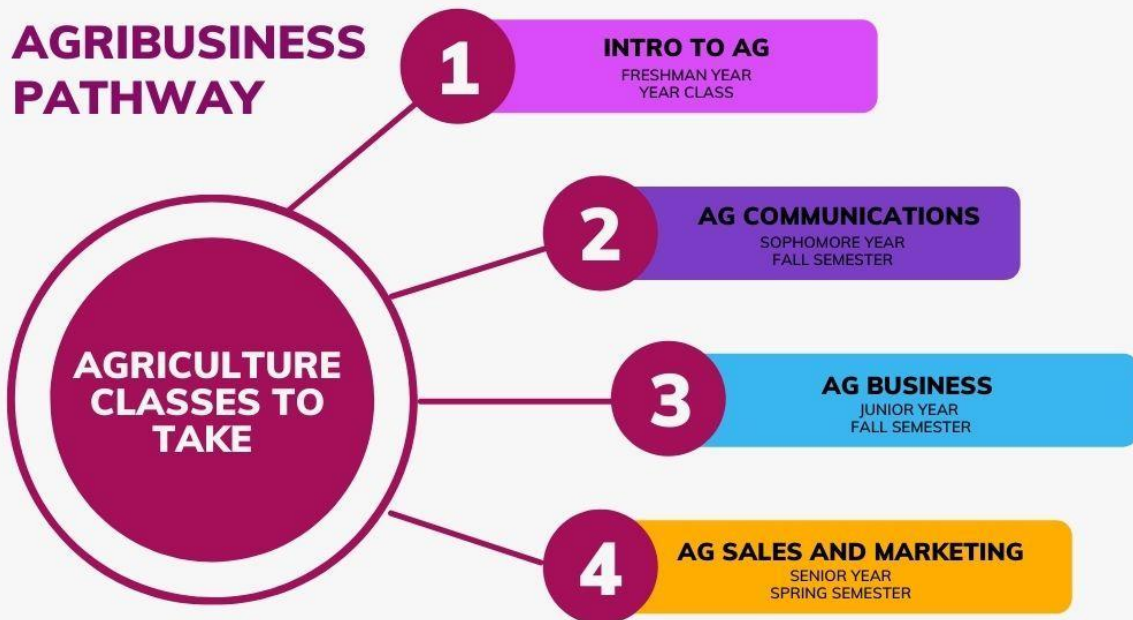 AGRIBUSINESS
PATHWAY
1
INTRO TO AG
FRESHMAN YEAR
YEAR CLASS
2
AG COMMUNICATIONS
SOPHOMORE YEAR
FALL SEMESTER
AGRICULTURE
CLASSES TO
TAKE
3
AG BUSINESS
JUNIOR YEAR
FALL SEMESTER
4
AG SALES AND MARKETING
SENIOR YEAR
SPRING SEMESTER